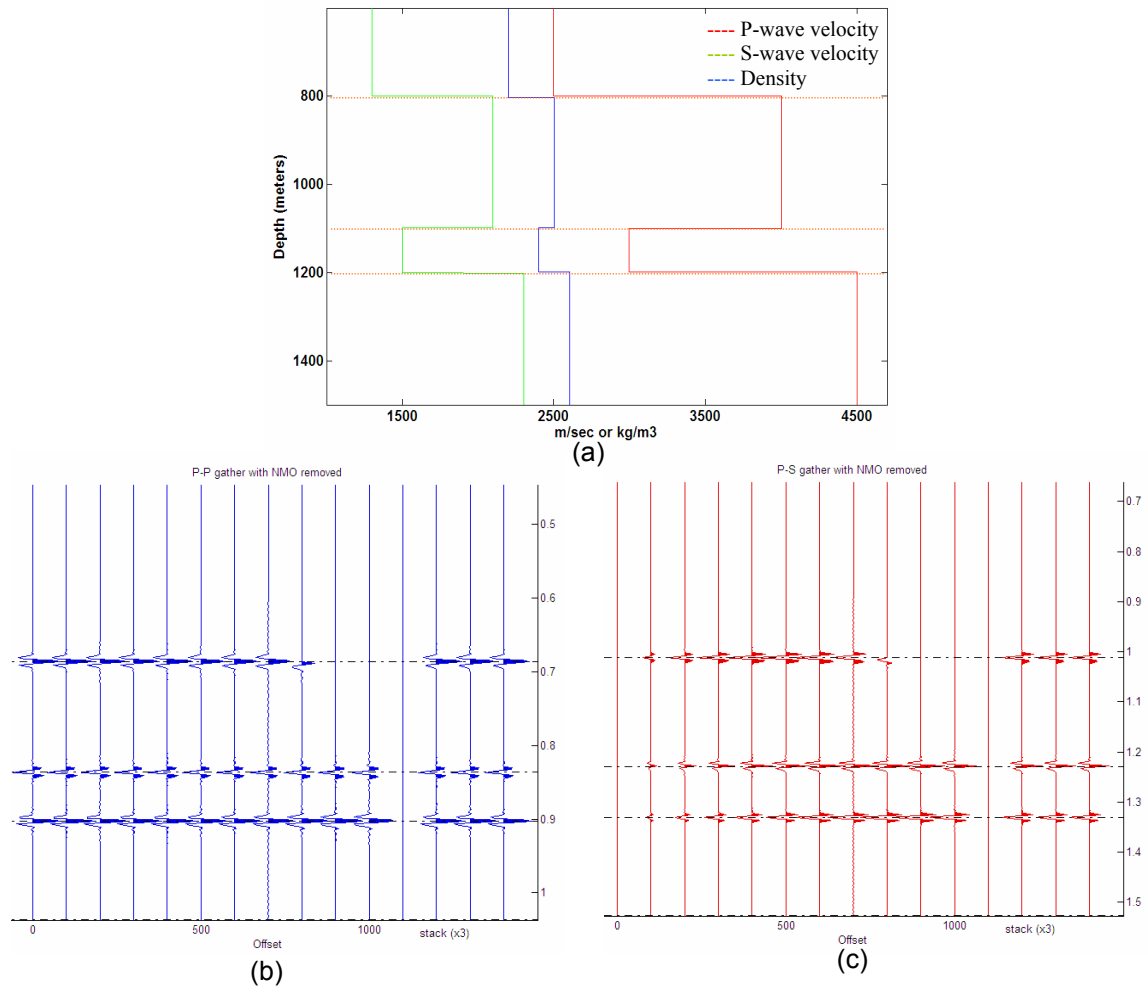 P-wave velocity
S-wave velocity
Density
800
1000
1200
1400
Depth (meters)
1500
2500
3500
4500
m/sec or kg/m3
(a)
P-P gather with NMO removed
0.5
0.6
0.7
0.8
0.9
1
0
500
1000
stack (x3)
Offset
(b)
P-S gather with NMO removed
0.7
0.8
0.9
1
1.1
1.2
1.3
1.4
1.5
0
500
1000
stack (x3)
Offset
(c)